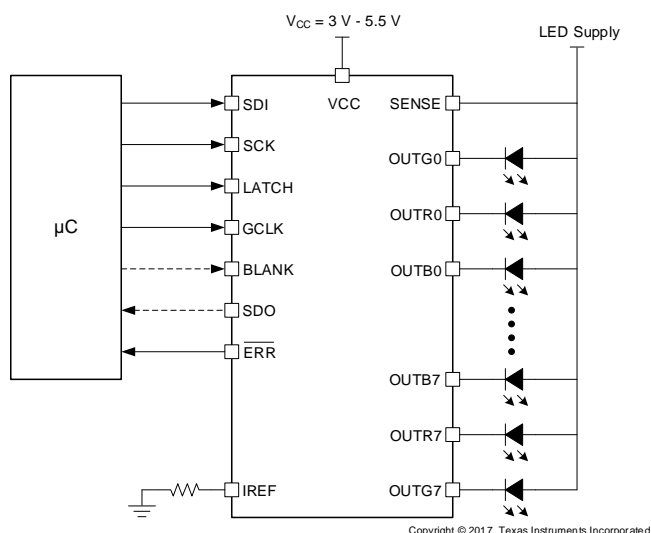 V_CC = 3 V - 5.5 V
LED Supply
μC
SDI
SCK
LATCH
GCLK
BLANK
SDO
ERR
IREF
VCC
SENSE
OUTG0
OUTR0
OUTB0
OUTB7
OUTR7
OUTG7
Copyright © 2017, Texas Instruments Incorporated